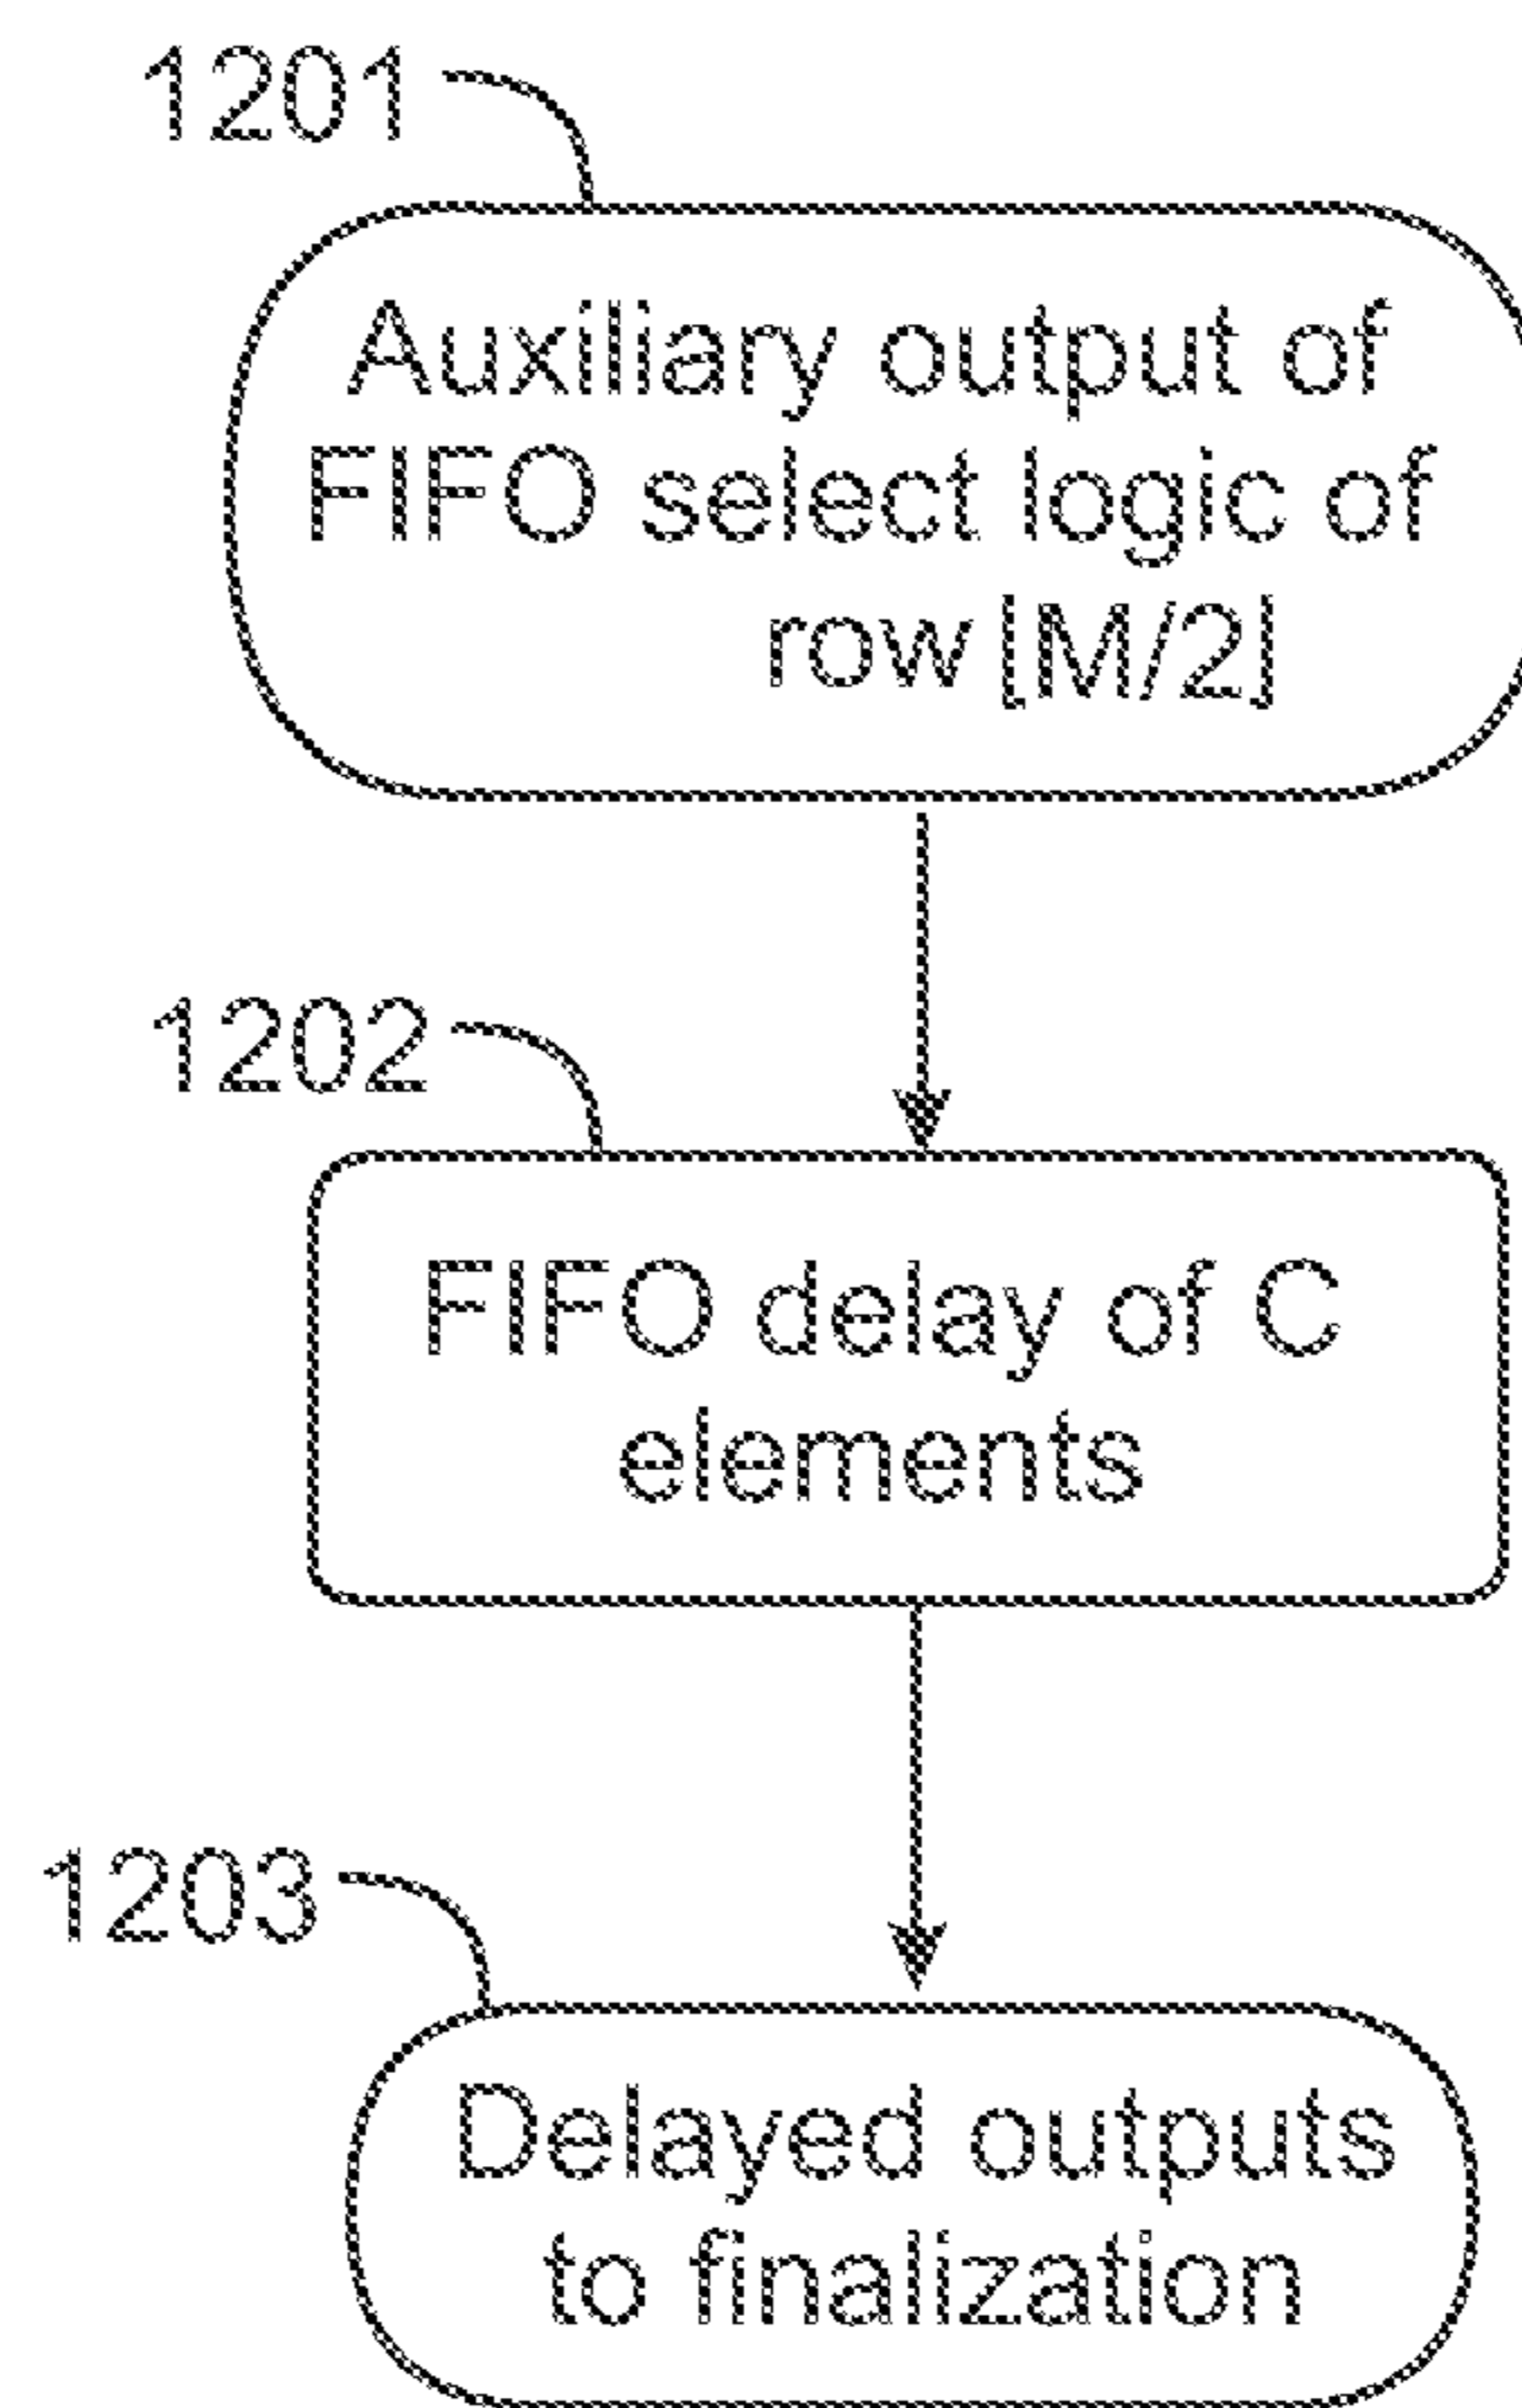 1201
Auxiliary output of
FIFO select logic of
row ⌊M/2⌋
1202
FIFO delay of C
elements
1203
Delayed outputs
to finalization